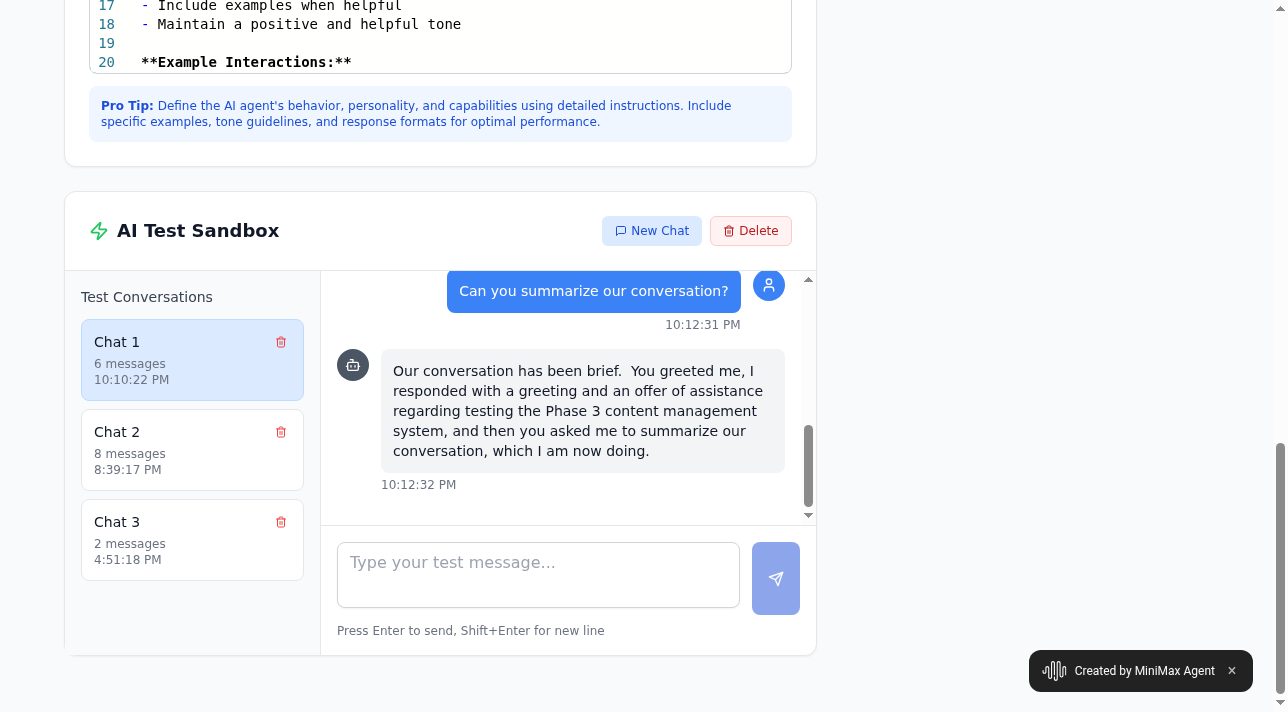 17 - Include examples when helpful
18 - Maintain a positive and helpful tone
19
20 **Example Interactions:**
Pro Tip: Define the AI agent's behavior, personality, and capabilities using detailed instructions. Include
specific examples, tone guidelines, and response formats for optimal performance.
AI Test Sandbox
New Chat
Delete
Test Conversations
Chat 1
6 messages
10:10:22 PM
Chat 2
8 messages
8:39:17 PM
Chat 3
2 messages
4:51:18 PM
Can you summarize our conversation?
10:12:31 PM
Our conversation has been brief.  You greeted me, I
responded with a greeting and an offer of assistance
regarding testing the Phase 3 content management
system, and then you asked me to summarize our
conversation, which I am now doing.
10:12:32 PM
Type your test message...
Press Enter to send, Shift+Enter for new line
Created by MiniMax Agent